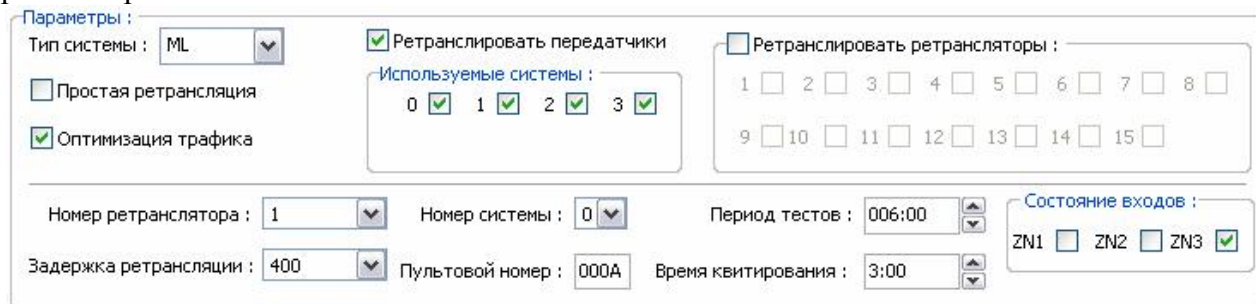 Параметры :
Тип системы : ML
Ретранслировать передатчики
Ретранслировать ретрансляторы :
Простая ретрансляция
Используемые системы :
0 1 2 3
1 2 3 4 5 6 7 8
Оптимизация трафика
9 10 11 12 13 14 15
Номер ретранслятора : 1
Номер системы : 0
Период тестов : 006:00
Состояние входов :
ZN1 ZN2 ZN3
Задержка ретрансляции : 400
Пультовой номер : 000A
Время квитирования : 3:00